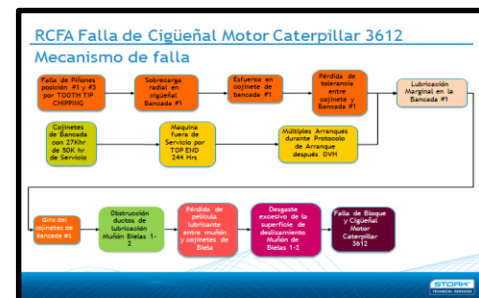 RCFA Falla de Cigüeñal Motor Caterpillar 3612
Mecanismo de falla
Falla de Piñones
posición #1 y #3
por TOOTH TIP
CHIPPING
Sobrecarga
radial en
cigüeñal
Bancada #1
Esfuerzo en
cojinete de
bancada #1
Pérdida de
tolerancia
entre
cojinete y
Bancada #1
Lubricación
Marginal en la
Bancada #1
Cojinetes
de Bancada
con 27Khr
de 50K hr
de Servicio
Maquina
fuera de
Servicio por
TOP END
244 Hrs
Múltiples Arranques
durante Protocolo
de Arranque
después OVH
Giro del
cojinetes de
Bancada #1
Obstrucción
ductos de
lubricación
Muñón Bielas 1-
2
Pérdida de
película
lubricante
entre muñón
y cojinetes de
Biela
Desgaste
excesivo de la
superficie de
deslizamiento
Muñón de
Bielas 1-2
Falla de Bloque
y Cigüeñal
Motor
Caterpillar
3612
STORK
TECHNICAL SERVICES